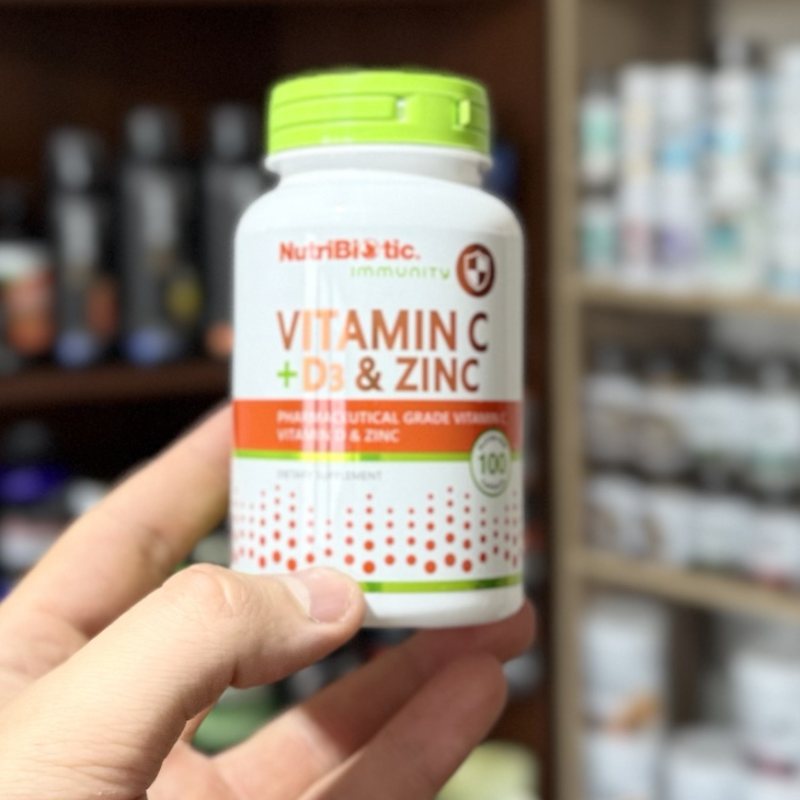 NutriBiotic.
immunity
VITAMIN C
+D3 & ZINC
PHARMACEUTICAL GRADE VITAMIN C
VITAMIN D & ZINC
100
DIETARY SUPPLEMENT